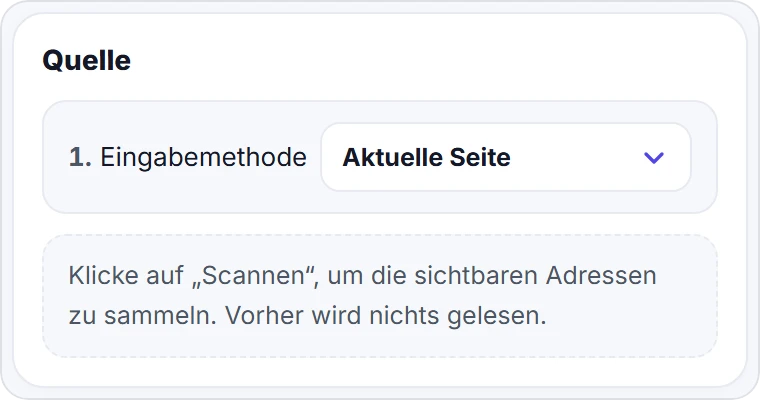 Quelle
1. Eingabemethode Aktuelle Seite
Klicke auf „Scannen“, um die sichtbaren Adressen
zu sammeln. Vorher wird nichts gelesen.